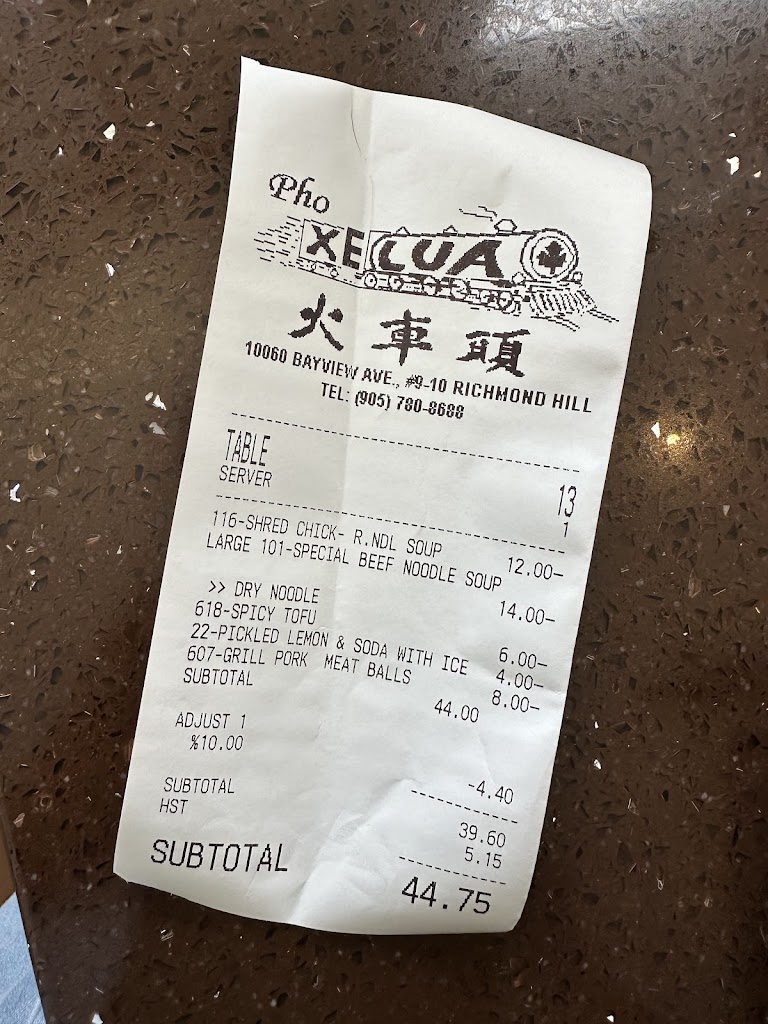 Pho
XE LUA
火車頭
10060 BAYVIEW AVE., #9-10 RICHMOND HILL
TEL: (905) 780-8688
TABLE 13
SERVER 1
116-SHRED CHICK- R.NDL SOUP 12.00-
LARGE 101-SPECIAL BEEF NOODLE SOUP
14.00-
>> DRY NOODLE
618-SPICY TOFU 6.00-
22-PICKLED LEMON & SODA WITH ICE 4.00-
607-GRILL PORK MEAT BALLS 8.00-
SUBTOTAL 44.00
ADJUST 1
%10.00
-4.40
SUBTOTAL 39.60
HST 5.15
SUBTOTAL 44.75